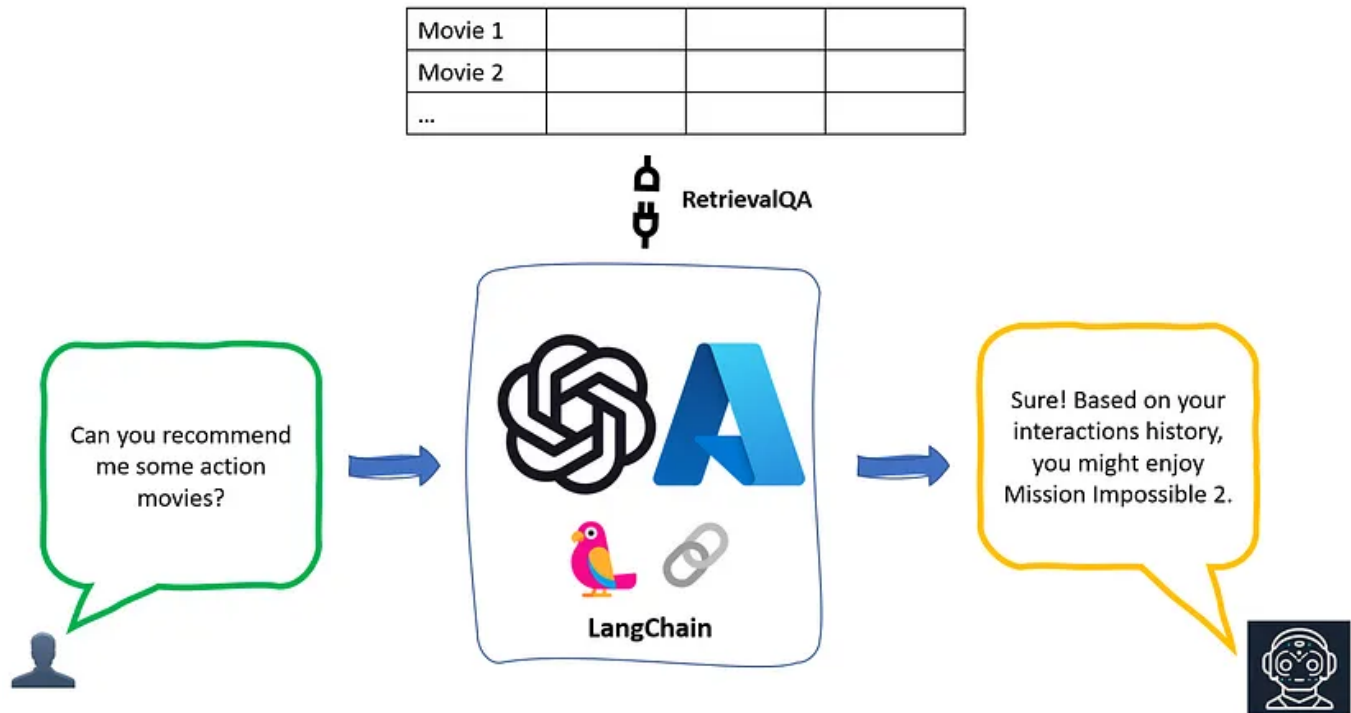 Movie 1
Movie 2
...
RetrievalQA
Can you recommend
me some action
movies?
Sure! Based on your
interactions history,
you might enjoy
Mission Impossible 2.
LangChain